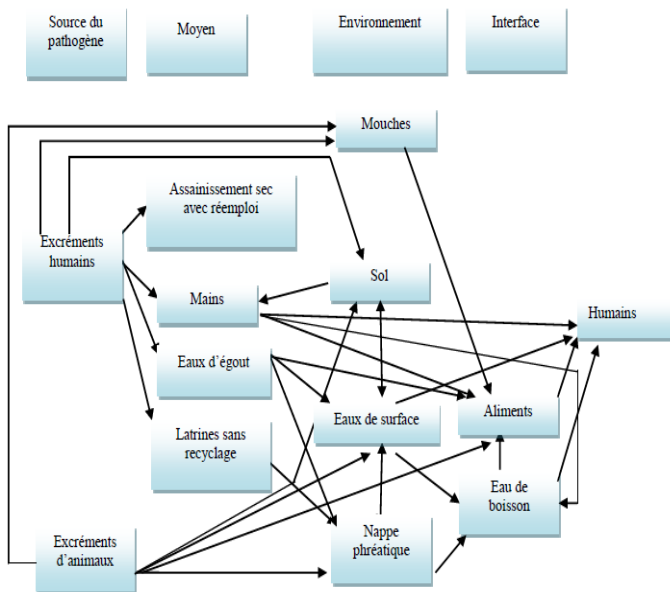 Source du
pathogène
Moyen
Environnement
Interface
Mouches
Assainissement sec
avec réemploi
Excréments
humains
Sol
Mains
Humains
Eaux d'égout
Eaux de surface
Aliments
Latrines sans
recyclage
Eau de
boisson
Nappe
phréatique
Excréments
d'animaux